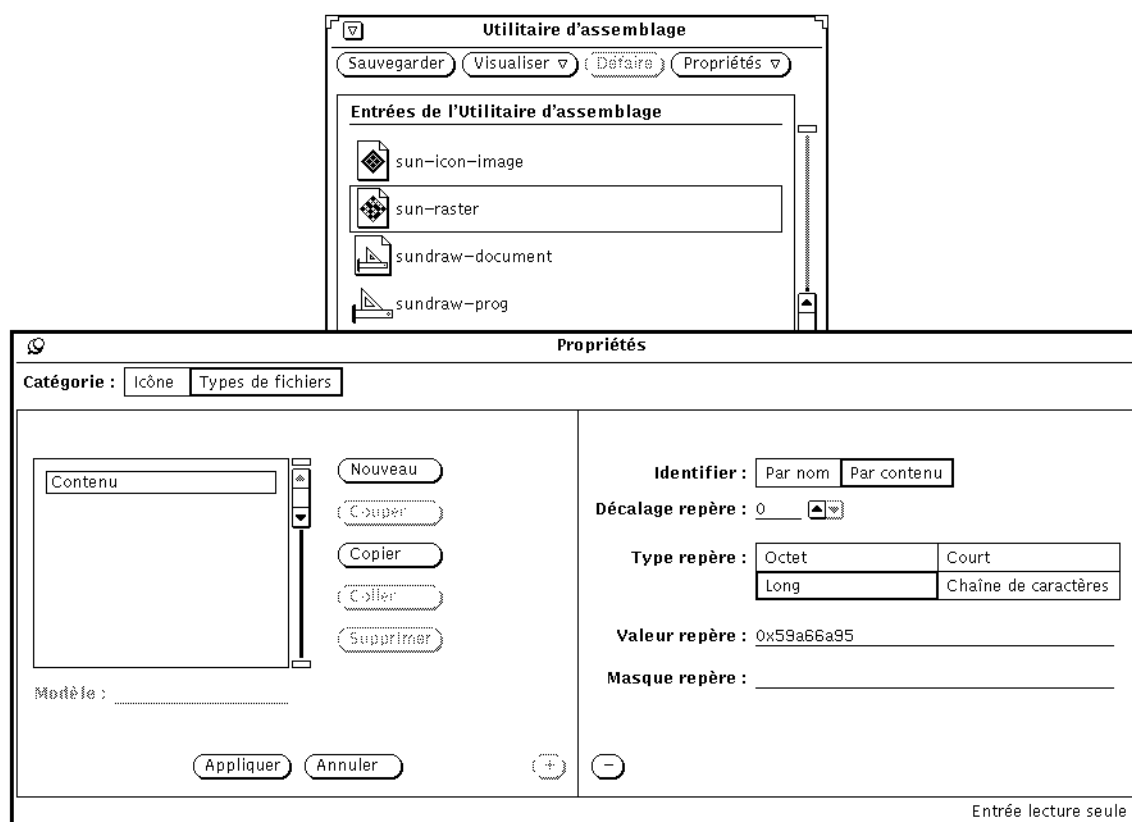 Utilitaire d'assemblage
Sauvegarder Visualiser Défaire Propriétés
Entrées de l'Utilitaire d'assemblage
sun-icon-image
sun-raster
sundraw-document
sundraw-prog
Propriétés
Catégorie : Icône Types de fichiers
Contenu
Nouveau
Couper
Copier
Coller
Supprimer
Modèle :
Appliquer Annuler +
Identifier : Par nom Par contenu
Décalage repère : 0
Type repère : Octet Court
Long Chaîne de caractères
Valeur repère : 0x59a66a95
Masque repère :
−
Entrée lecture seule